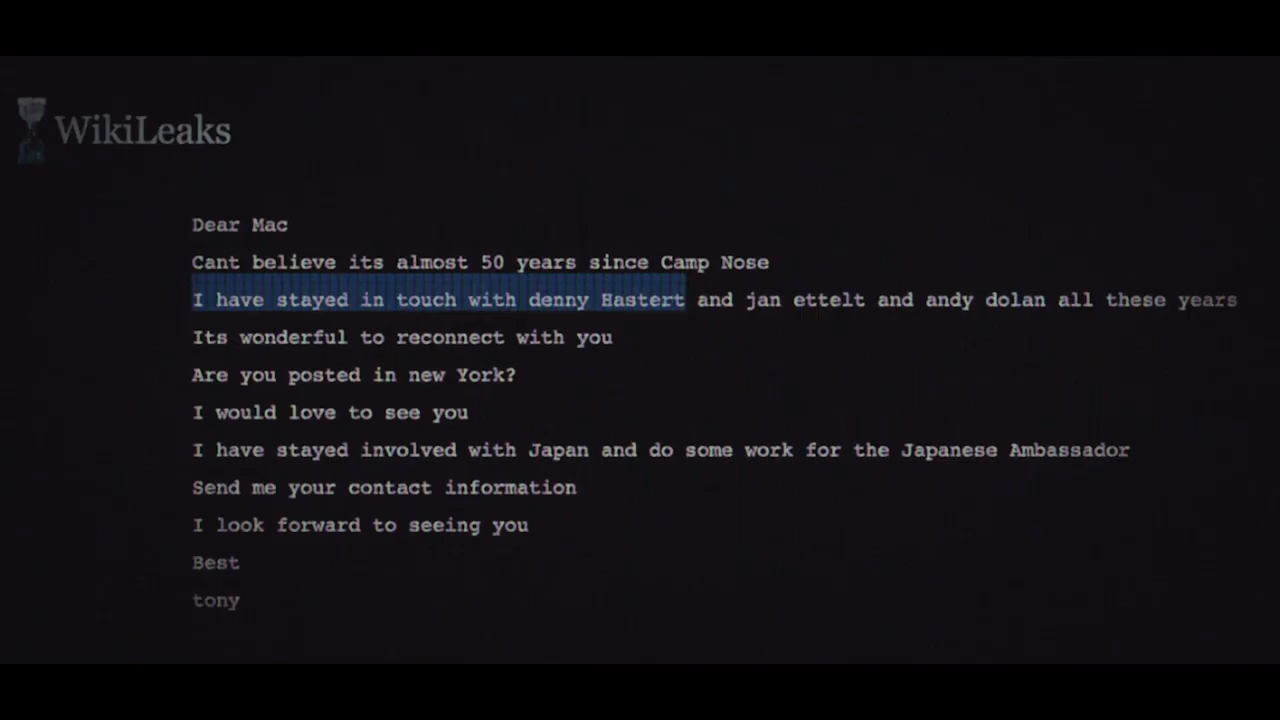 WikiLeaks
Dear Mac
Cant believe its almost 50 years since Camp Nose
I have stayed in touch with denny Hastert and jan ettelt and andy dolan all these years
Its wonderful to reconnect with you
Are you posted in new York?
I would love to see you
I have stayed involved with Japan and do some work for the Japanese Ambassador
Send me your contact information
I look forward to seeing you
Best
tony